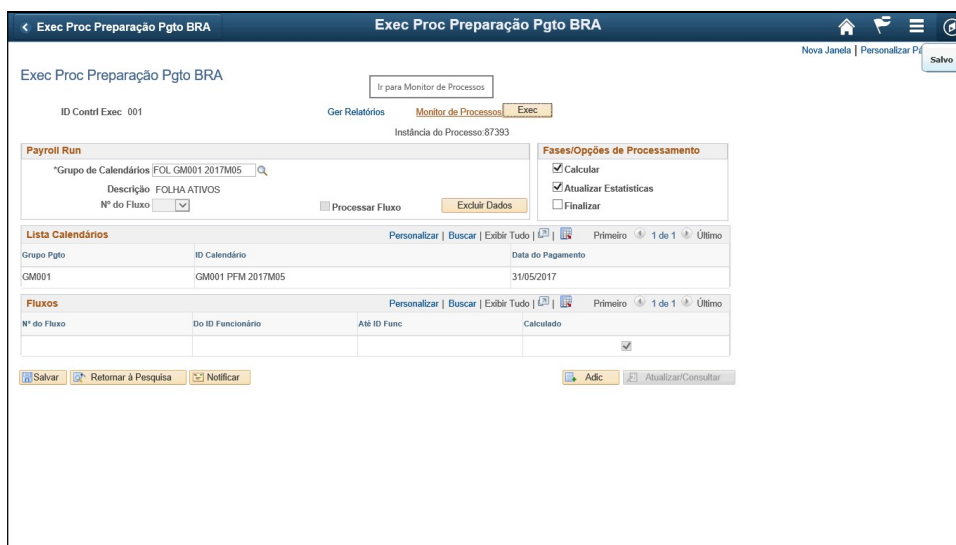 Exec Proc Preparação Pgto BRA Exec Proc Preparação Pgto BRA
Nova Janela | Personalizar
Salvo
Exec Proc Preparação Pgto BRA
Ir para Monitor de Processos
ID Contrl Exec 001 Ger Relatórios Monitor de Processos Exec
Instância do Processo:87393
Payroll Run Fases/Opções de Processamento
*Grupo de Calendários FOL GM001 2017M05 Calcular
Descrição FOLHA ATIVOS Atualizar Estatisticas
Nº do Fluxo Processar Fluxo Excluir Dados Finalizar
Lista Calendários Personalizar | Buscar | Exibir Tudo | | Primeiro 1 de 1 Último
Grupo Pgto ID Calendário Data do Pagamento
GM001 GM001 PFM 2017M05 31/05/2017
Fluxos Personalizar | Buscar | Exibir Tudo | | Primeiro 1 de 1 Último
Nº do Fluxo Do ID Funcionário Até ID Func Calculado
Salvar Retornar à Pesquisa Notificar Adic Atualizar/Consultar